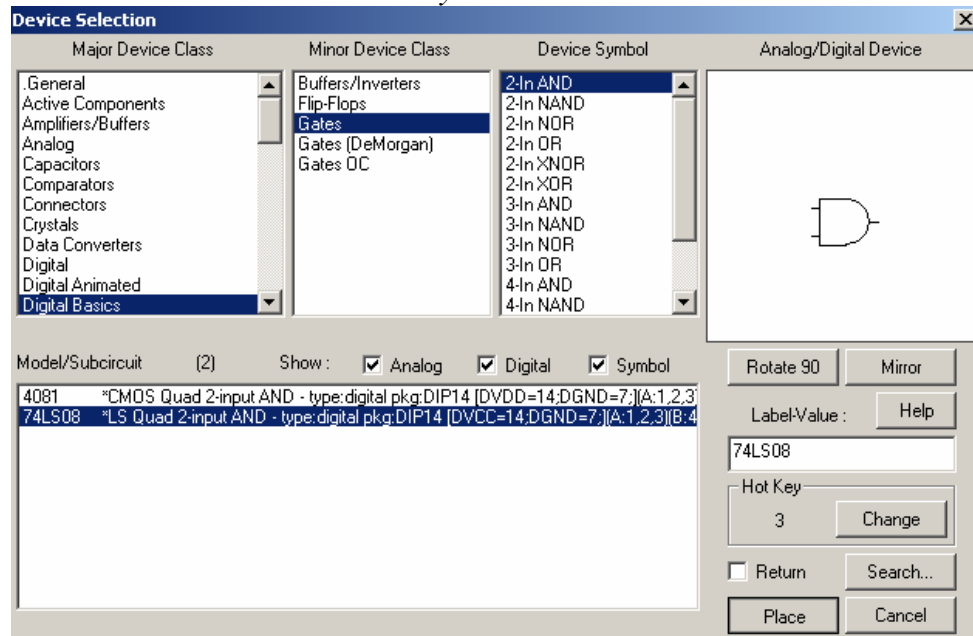 Device Selection
Major Device Class
Minor Device Class
Device Symbol
Analog/Digital Device
.General
Active Components
Amplifiers/Buffers
Analog
Capacitors
Comparators
Connectors
Crystals
Data Converters
Digital
Digital Animated
Digital Basics
Buffers/Inverters
Flip-Flops
Gates
Gates (DeMorgan)
Gates OC
2-In AND
2-In NAND
2-In NOR
2-In OR
2-In XNOR
2-In XOR
3-In AND
3-In NAND
3-In NOR
3-In OR
4-In AND
4-In NAND
Model/Subcircuit (2) Show : Analog Digital Symbol
4081 *CMOS Quad 2-input AND - type:digital pkg:DIP14 [DVDD=14;DGND=7;](A:1,2,3)
74LS08 *LS Quad 2-input AND - type:digital pkg:DIP14 [DVCC=14;DGND=7;](A:1,2,3)(B:4
Rotate 90
Mirror
Label-Value :
Help
74LS08
Hot Key
3
Change
Return
Search...
Place
Cancel